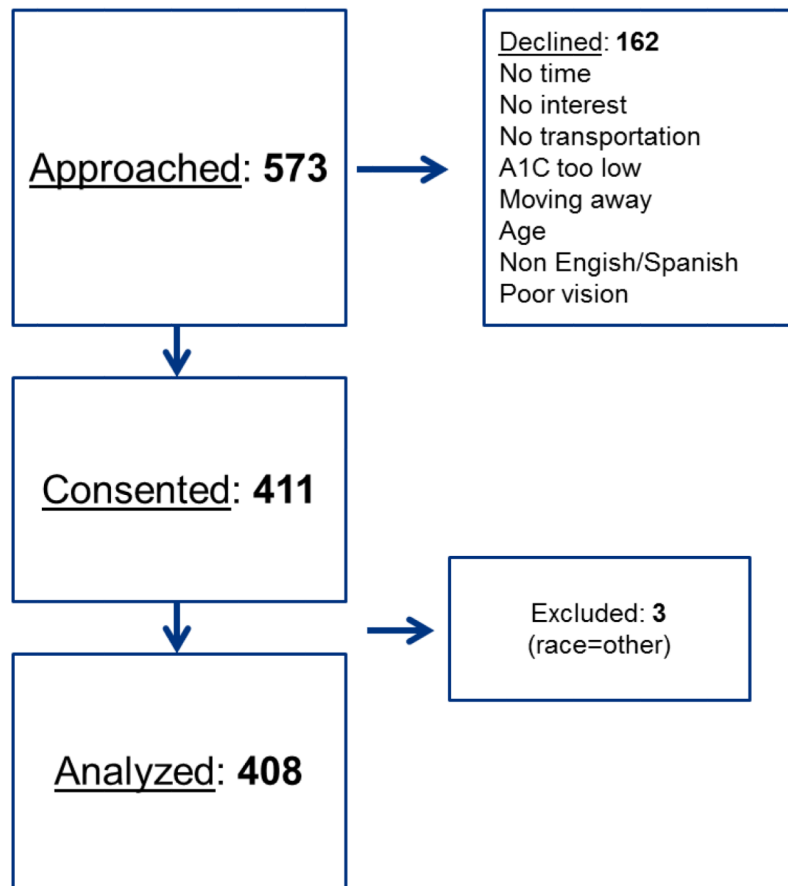 Approached: 573
Declined: 162
No time
No interest
No transportation
A1C too low
Moving away
Age
Non Engish/Spanish
Poor vision
Consented: 411
Excluded: 3
(race=other)
Analyzed: 408